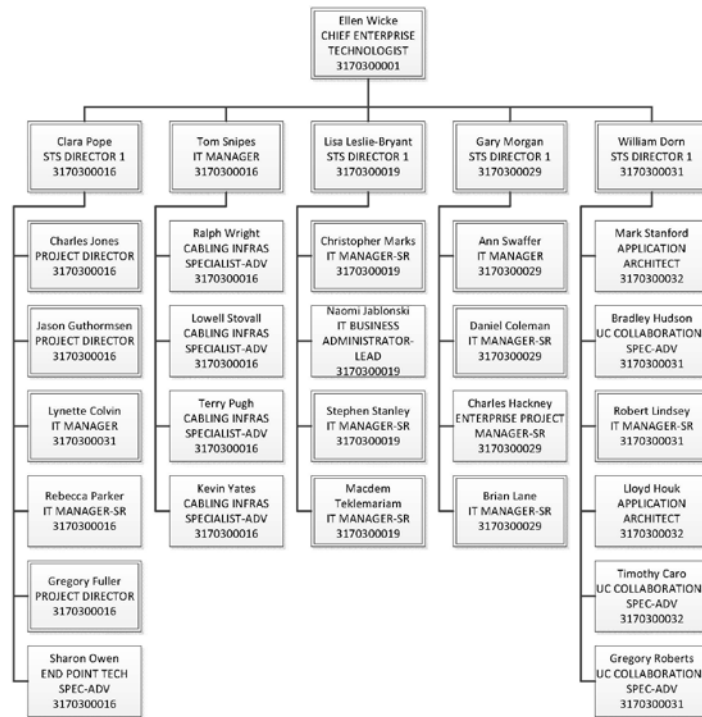 Ellen Wicke
CHIEF ENTERPRISE
TECHNOLOGIST
3170300001
Clara Pope
STS DIRECTOR 1
3170300016
Tom Snipes
IT MANAGER
3170300016
Lisa Leslie-Bryant
STS DIRECTOR 1
3170300019
Gary Morgan
STS DIRECTOR 1
3170300029
William Dorn
STS DIRECTOR 1
3170300031
Charles Jones
PROJECT DIRECTOR
3170300016
Jason Guthormsen
PROJECT DIRECTOR
3170300016
Lynette Colvin
IT MANAGER
3170300031
Rebecca Parker
IT MANAGER-SR
3170300016
Gregory Fuller
PROJECT DIRECTOR
3170300016
Sharon Owen
END POINT TECH
SPEC-ADV
3170300016
Ralph Wright
CABLING INFRAS
SPECIALIST-ADV
3170300016
Lowell Stovall
CABLING INFRAS
SPECIALIST-ADV
3170300016
Terry Pugh
CABLING INFRAS
SPECIALIST-ADV
3170300016
Kevin Yates
CABLING INFRAS
SPECIALIST-ADV
3170300016
Christopher Marks
IT MANAGER-SR
3170300019
Naomi Jablonski
IT BUSINESS
ADMINISTRATOR-
LEAD
3170300019
Stephen Stanley
IT MANAGER-SR
3170300019
Macdem
Teklemariam
IT MANAGER-SR
3170300019
Ann Swaffer
IT MANAGER
3170300029
Daniel Coleman
IT MANAGER-SR
3170300029
Charles Hackney
ENTERPRISE PROJECT
MANAGER-SR
3170300029
Brian Lane
IT MANAGER-SR
3170300029
Mark Stanford
APPLICATION
ARCHITECT
3170300032
Bradley Hudson
UC COLLABORATION
SPEC-ADV
3170300031
Robert Lindsey
IT MANAGER-SR
3170300031
Lloyd Houk
APPLICATION
ARCHITECT
3170300032
Timothy Caro
UC COLLABORATION
SPEC-ADV
3170300032
Gregory Roberts
UC COLLABORATION
SPEC-ADV
3170300031